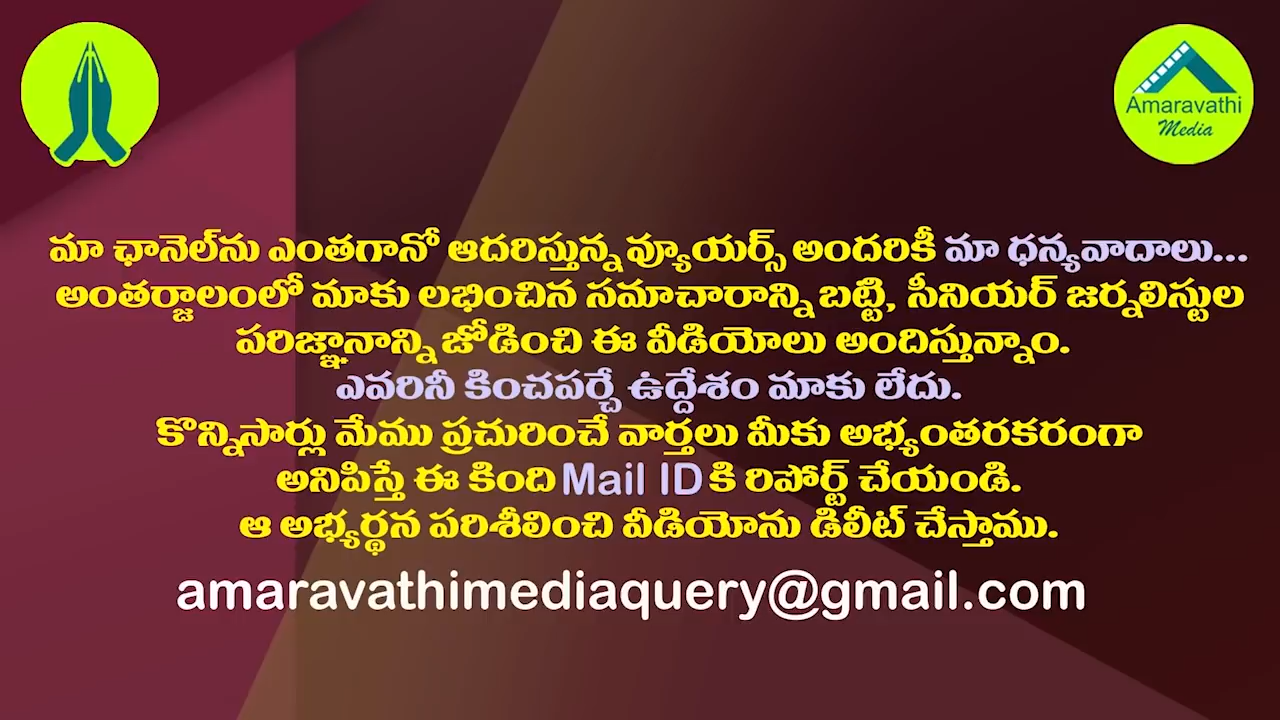 Amaravathi
Media
మా ఛానెల్‌ను ఎంతగానో ఆదరిస్తున్న వ్యూయర్స్ అందరికీ మా ధన్యవాదాలు...
అంతర్జాలంలో మాకు లభించిన సమాచారాన్ని బట్టి, సీనియర్ జర్నలిస్టుల
పరిజ్ఞానాన్ని జోడించి ఈ వీడియోలు అందిస్తున్నాం.
ఎవరినీ కించపర్చే ఉద్దేశం మాకు లేదు.
కొన్నిసార్లు మేము ప్రచురించే వార్తలు మీకు అభ్యంతరకరంగా
అనిపిస్తే ఈ కింది Mail ID కి రిపోర్ట్ చేయండి.
ఆ అభ్యర్థన పరిశీలించి వీడియోను డిలీట్ చేస్తాము.
amaravathimediaquery@gmail.com